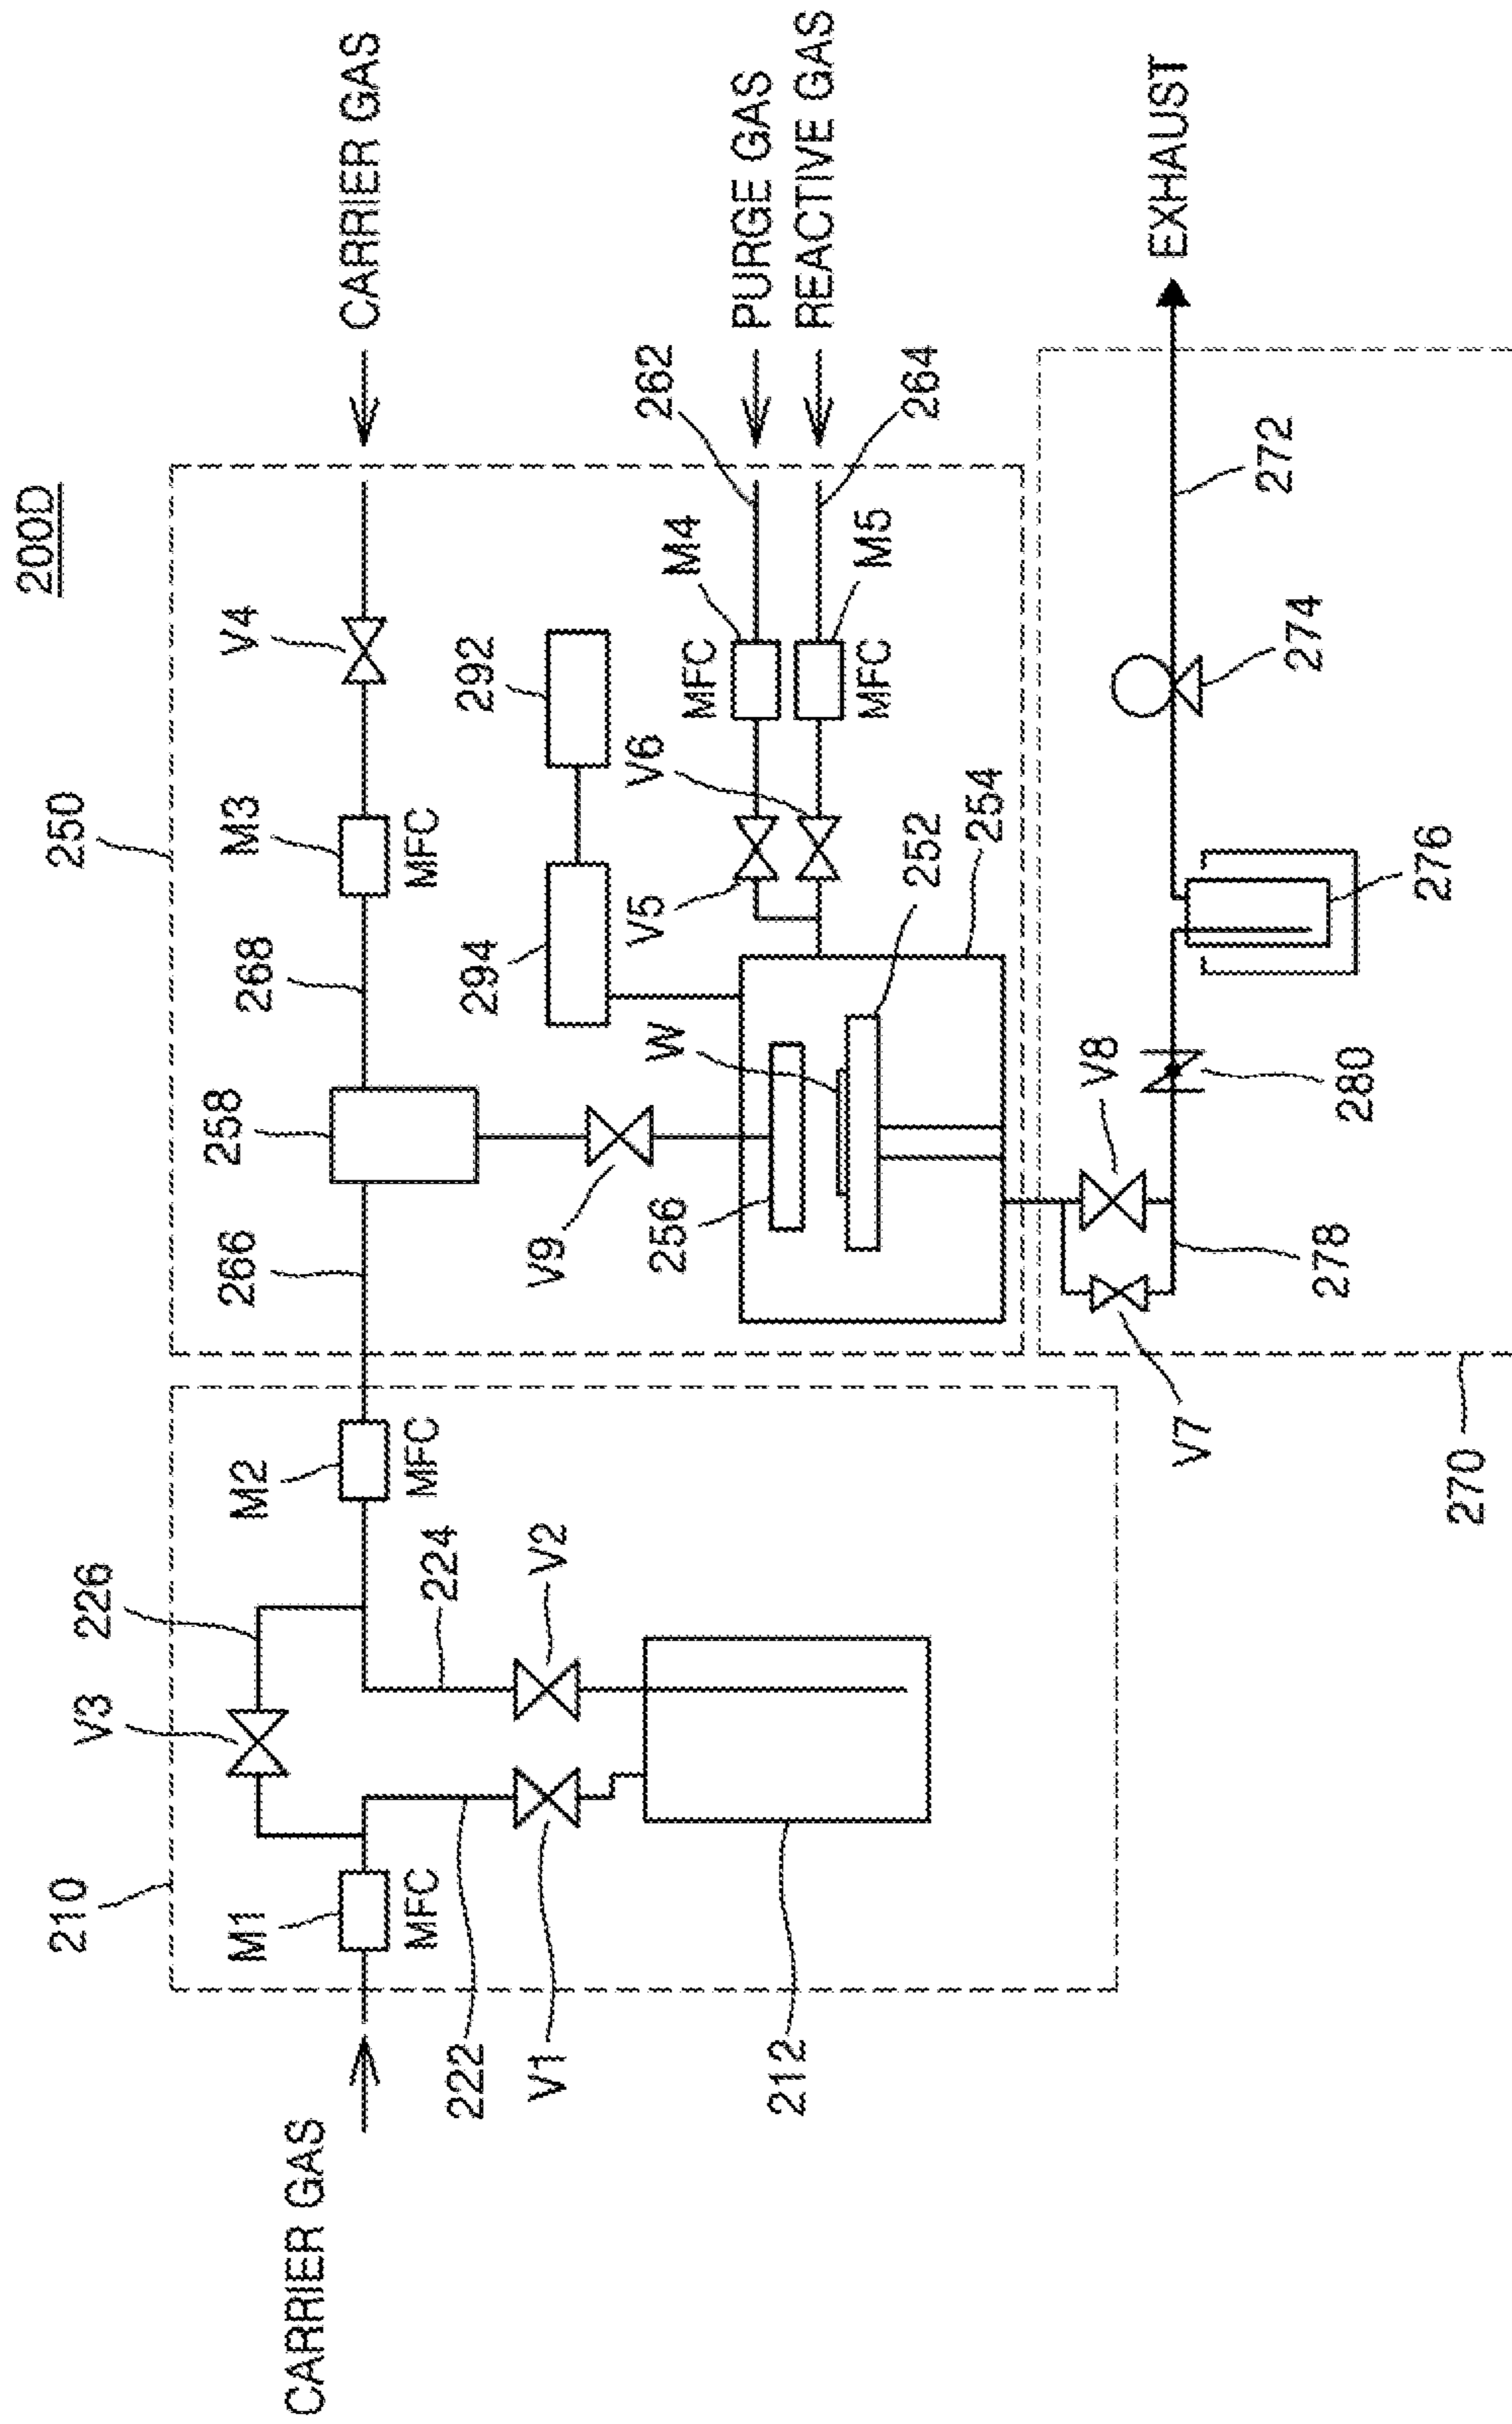 200D
250
210
CARRIER GAS
CARRIER GAS
M1
MFC
V3
226
M2
MFC
266
258
268
M3
MFC
V4
222
V1
224
V2
212
V9
256
W
294
292
V5
V6
MFC
M4
MFC
M5
262
264
PURGE GAS
REACTIVE GAS
252
254
V7
V8
278
280
276
274
272
270
EXHAUST